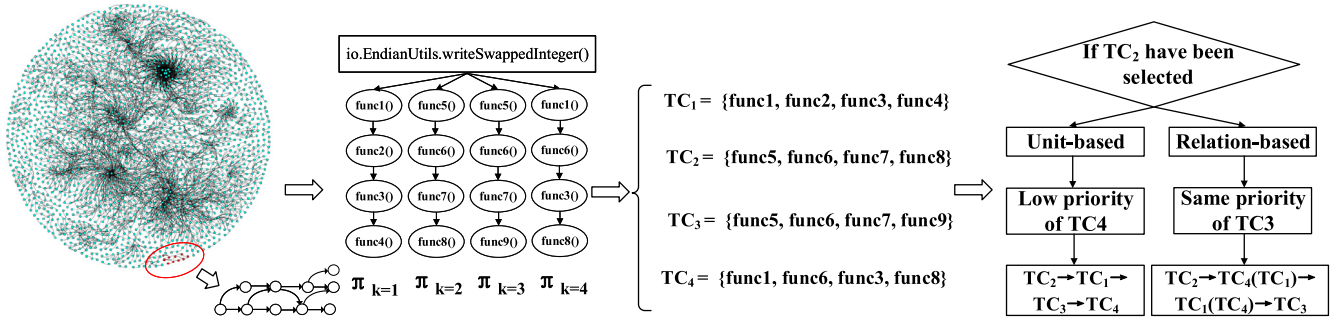 io.EndianUtils.writeSwappedInteger()
func1() func5() func5() func1()
func2() func6() func6() func6()
func3() func7() func7() func3()
func4() func8() func9() func8()
π k=1 π k=2 π k=3 π k=4
TC1 = {func1, func2, func3, func4}
TC2 = {func5, func6, func7, func8}
TC3 = {func5, func6, func7, func9}
TC4 = {func1, func6, func3, func8}
If TC2 have been
selected
Unit-based
Low priority
of TC4
TC2→TC1→
TC3→TC4
Relation-based
Same priority
of TC3
TC2→TC4(TC1)→
TC1(TC4)→TC3